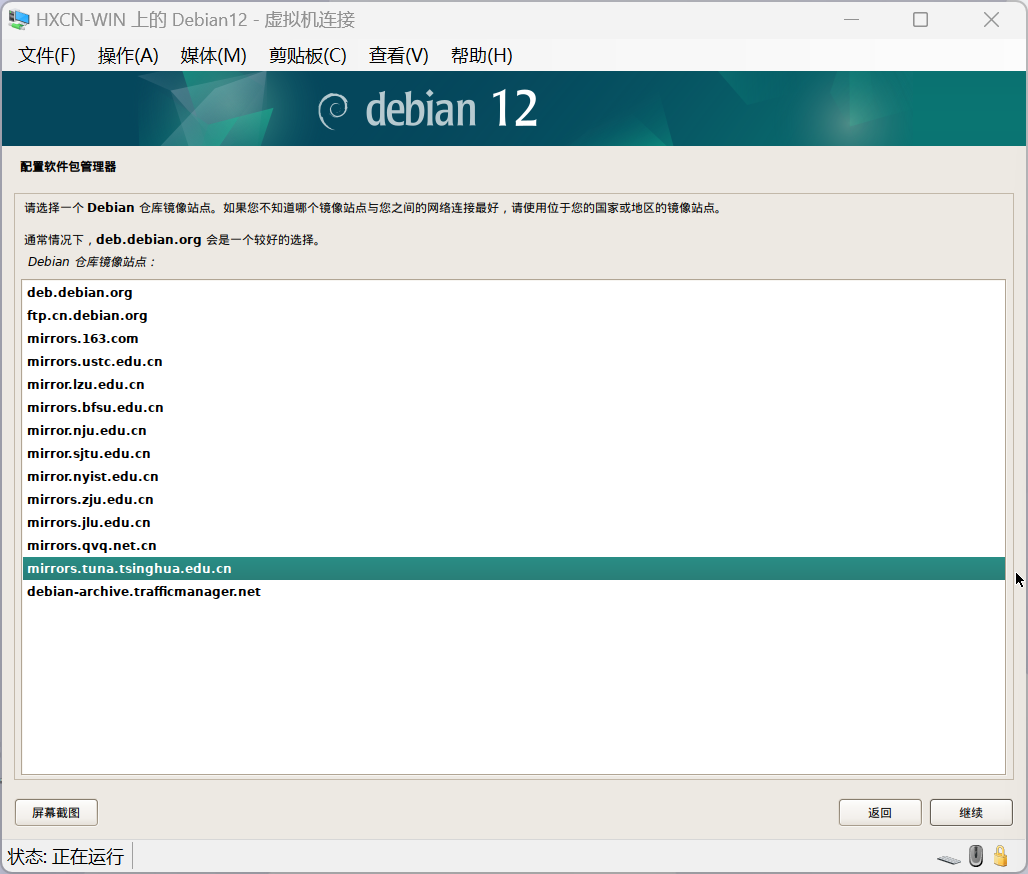 HXCN-WIN 上的 Debian12 - 虚拟机连接
文件(F) 操作(A) 媒体(M) 剪贴板(C) 查看(V) 帮助(H)
debian 12
配置软件包管理器
请选择一个 Debian 仓库镜像站点。如果您不知道哪个镜像站点与您之间的网络连接最好，请使用位于您的国家或地区的镜像站点。
通常情况下，deb.debian.org 会是一个较好的选择。
Debian 仓库镜像站点：
deb.debian.org
ftp.cn.debian.org
mirrors.163.com
mirrors.ustc.edu.cn
mirror.lzu.edu.cn
mirrors.bfsu.edu.cn
mirror.nju.edu.cn
mirror.sjtu.edu.cn
mirror.nyist.edu.cn
mirrors.zju.edu.cn
mirrors.jlu.edu.cn
mirrors.qvq.net.cn
mirrors.tuna.tsinghua.edu.cn
debian-archive.trafficmanager.net
屏幕截图 返回 继续
状态: 正在运行